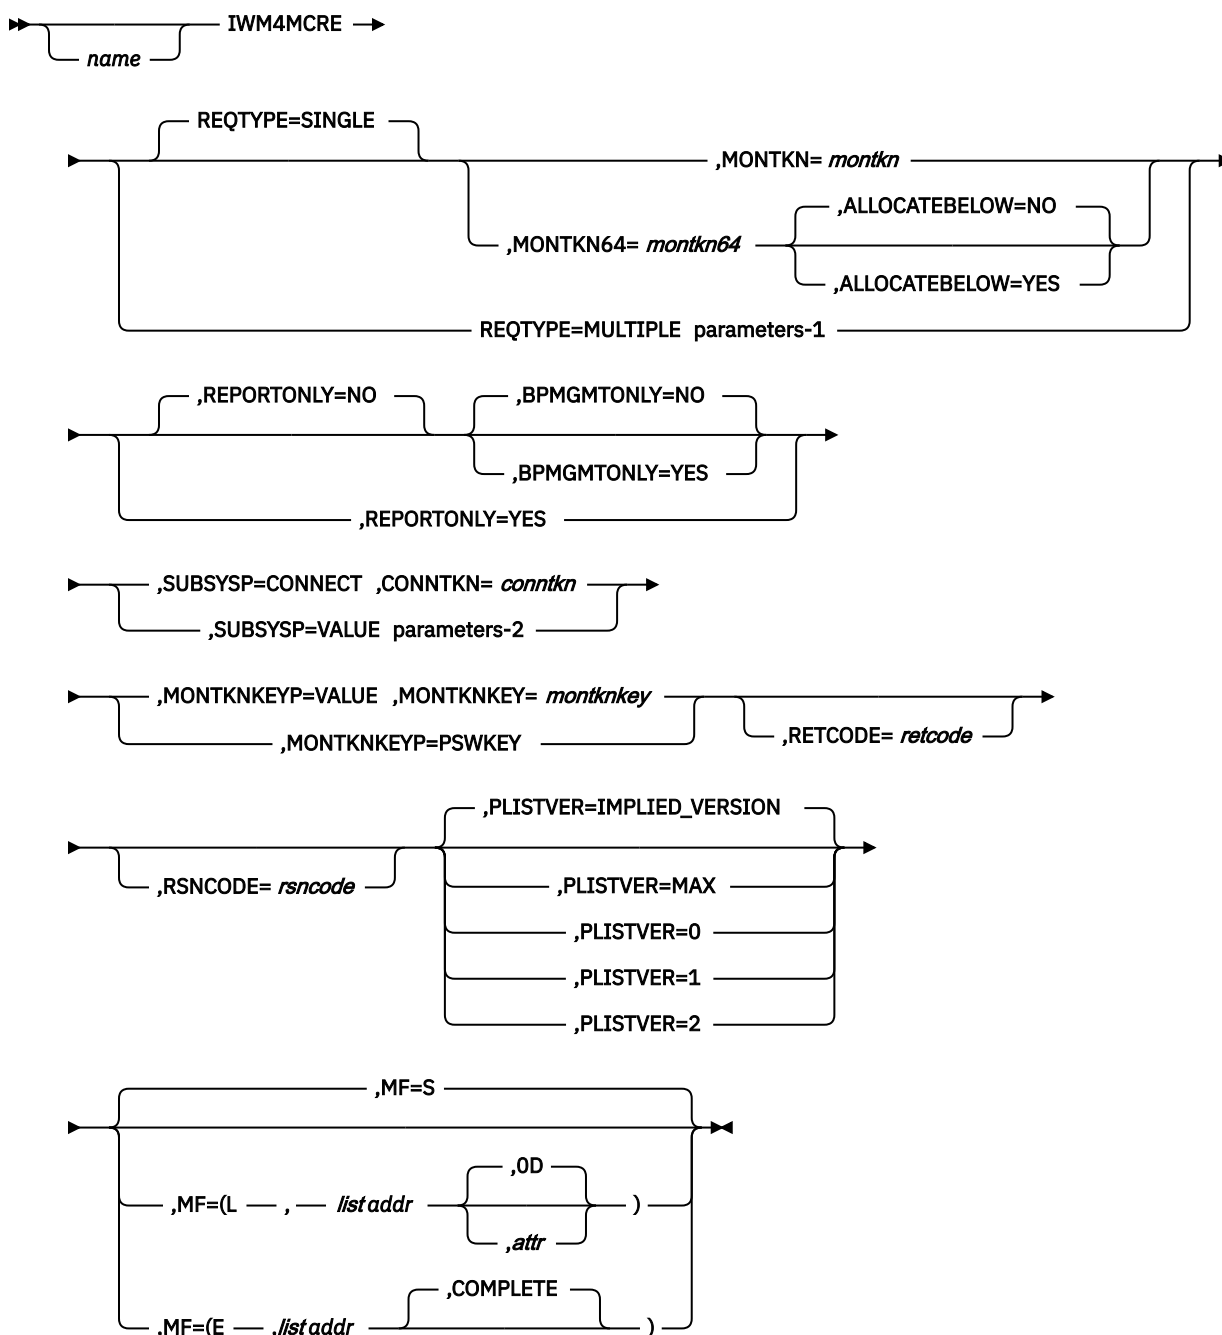 IWM4MCRE
name
REQTYPE=SINGLE
,MONTKN= montkn
,ALLOCATEBELOW=NO
,MONTKN64= montkn64
,ALLOCATEBELOW=YES
REQTYPE=MULTIPLE parameters-1
,REPORTONLY=NO ,BPMGMTONLY=NO
,BPMGMTONLY=YES
,REPORTONLY=YES
,SUBSYSP=CONNECT ,CONNTKN= conntkn
,SUBSYSP=VALUE parameters-2
,MONTKNKEYP=VALUE ,MONTKNKEY= montknkey
,RETCODE= retcode
,MONTKNKEYP=PSWKEY
,PLISTVER=IMPLIED_VERSION
,RSNCODE= rsncode ,PLISTVER=MAX
,PLISTVER=0
,PLISTVER=1
,PLISTVER=2
,MF=S
,0D
,MF=(L , list addr )
,attr
,COMPLETE
,MF=(E ,list addr )